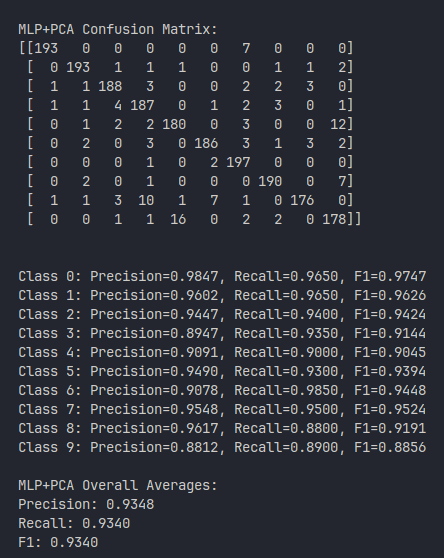 MLP+PCA Confusion Matrix:
[[193   0   0   0   0   0   7   0   0   0]
 [  0 193   1   1   1   0   0   1   1   2]
 [  1   1 188   3   0   0   2   2   3   0]
 [  1   1   4 187   0   1   2   3   0   1]
 [  0   1   2   2 180   0   3   0   0  12]
 [  0   2   0   3   0 186   3   1   3   2]
 [  0   0   0   1   0   2 197   0   0   0]
 [  0   2   0   1   0   0   0 190   0   7]
 [  1   1   3  10   1   7   1   0 176   0]
 [  0   0   1   1  16   0   2   2   0 178]]
Class 0: Precision=0.9847, Recall=0.9650, F1=0.9747
Class 1: Precision=0.9602, Recall=0.9650, F1=0.9626
Class 2: Precision=0.9447, Recall=0.9400, F1=0.9424
Class 3: Precision=0.8947, Recall=0.9350, F1=0.9144
Class 4: Precision=0.9091, Recall=0.9000, F1=0.9045
Class 5: Precision=0.9490, Recall=0.9300, F1=0.9394
Class 6: Precision=0.9078, Recall=0.9850, F1=0.9448
Class 7: Precision=0.9548, Recall=0.9500, F1=0.9524
Class 8: Precision=0.9617, Recall=0.8800, F1=0.9191
Class 9: Precision=0.8812, Recall=0.8900, F1=0.8856
MLP+PCA Overall Averages:
Precision: 0.9348
Recall: 0.9340
F1: 0.9340